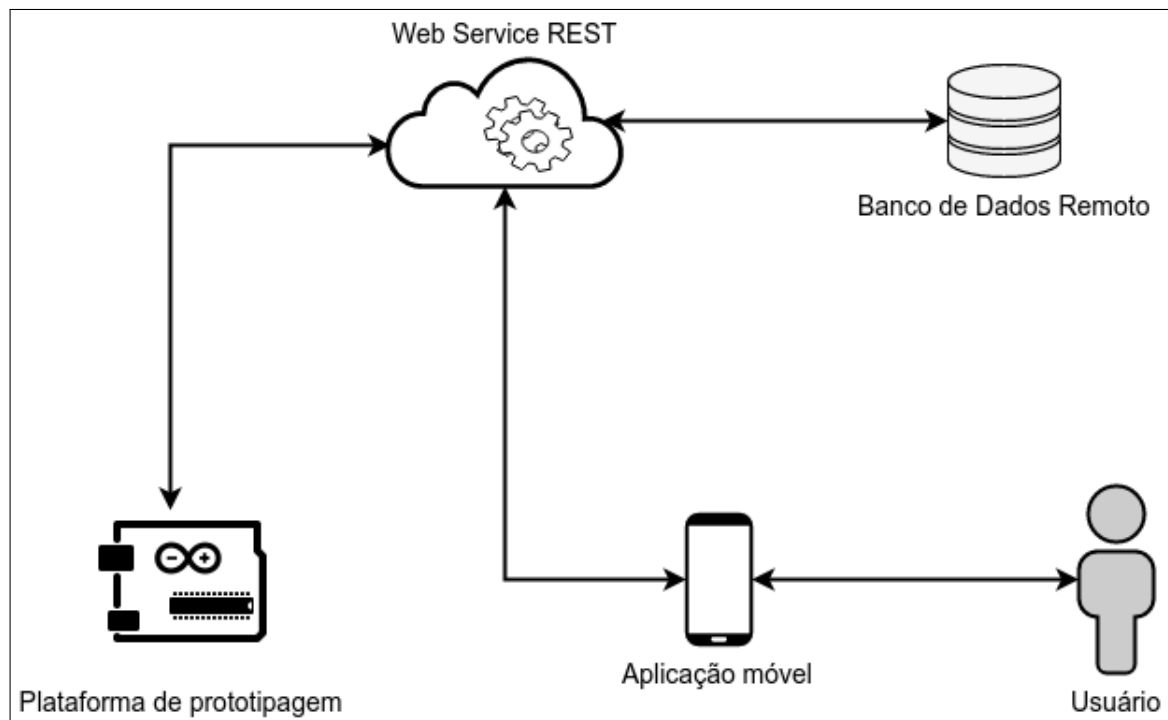 Web Service REST
Banco de Dados Remoto
Aplicação móvel
Plataforma de prototipagem
Usuário